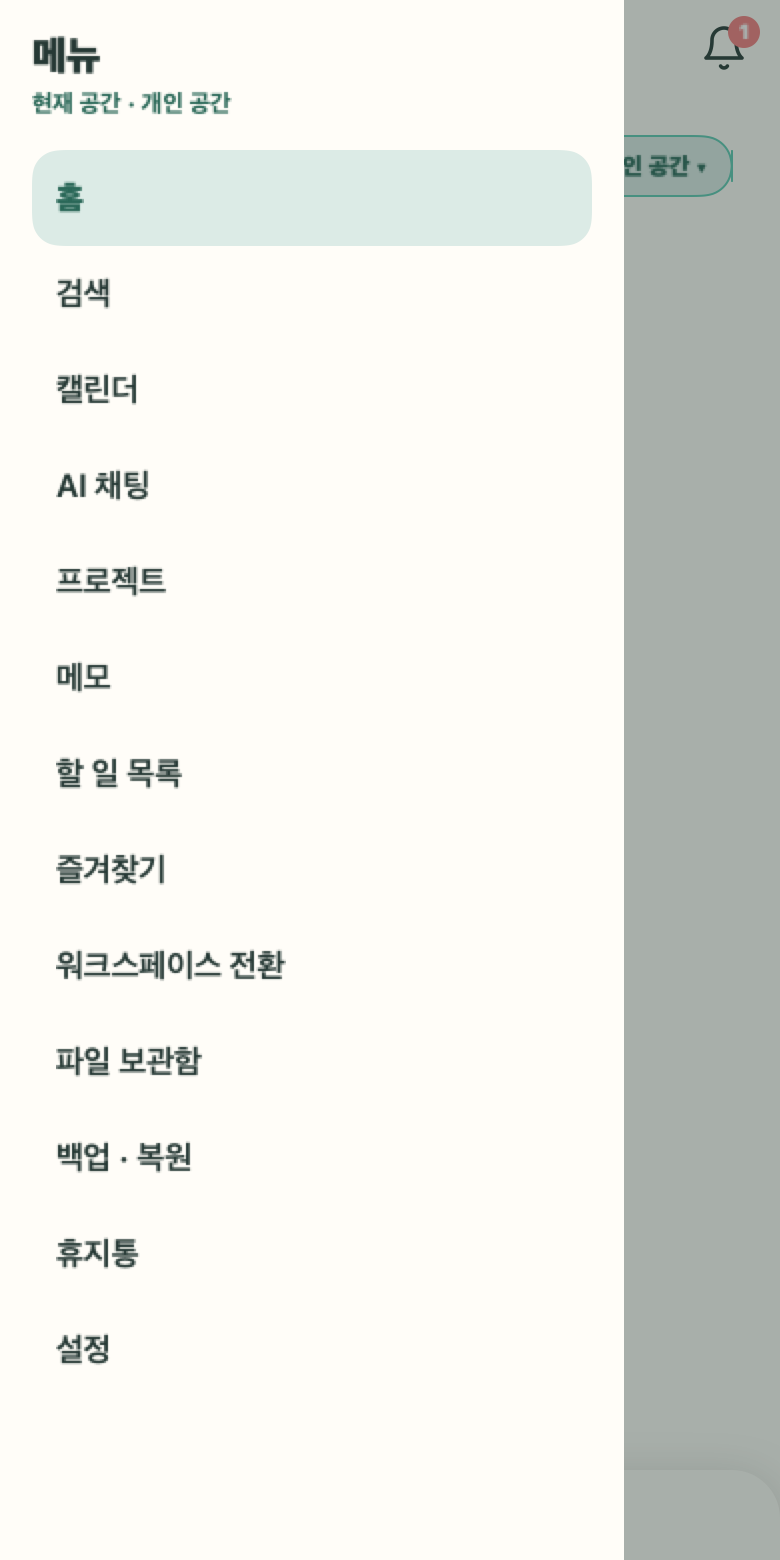 메뉴
현재 공간 · 개인 공간
1
인 공간 ▾
홈
검색
캘린더
AI 채팅
프로젝트
메모
할 일 목록
즐겨찾기
워크스페이스 전환
파일 보관함
백업 · 복원
휴지통
설정